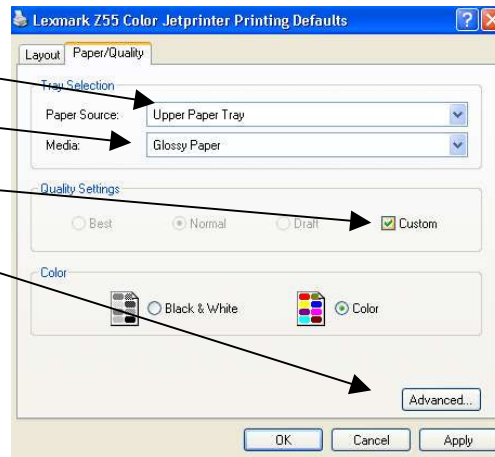 Lexmark Z55 Color Jetprinter Printing Defaults
Layout Paper/Quality
Tray Selection
Paper Source: Upper Paper Tray
Media: Glossy Paper
Quality Settings
Best Normal Draft Custom
Color
Black & White Color
Advanced...
OK Cancel Apply